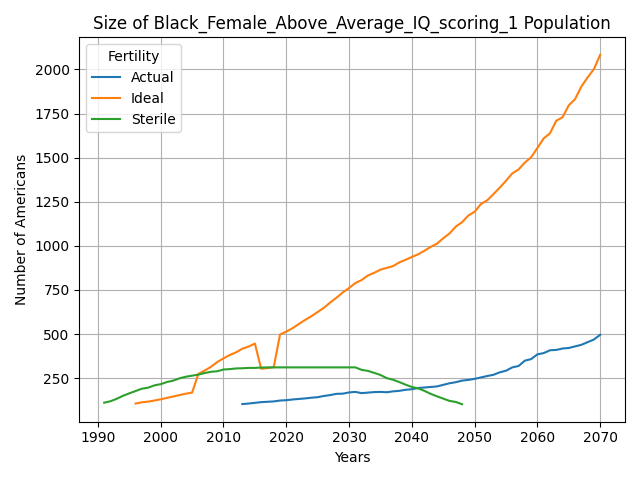 Size of Black_Female_Above_Average_IQ_scoring_1 Population
Fertility
Actual
Ideal
Sterile
Number of Americans
2000
1750
1500
1250
1000
750
500
250
1990 2000 2010 2020 2030 2040 2050 2060 2070
Years